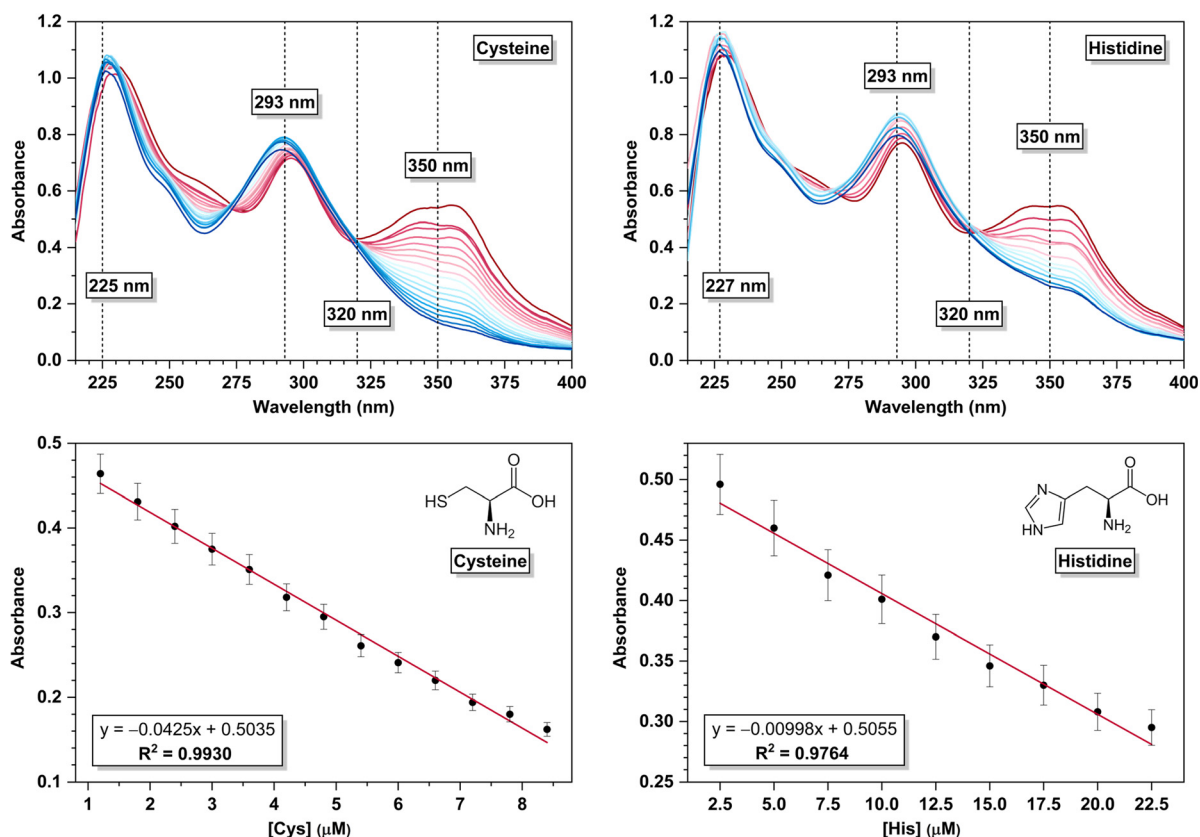 1.2
1.0
0.8
0.6
0.4
0.2
0.0
Absorbance
Cysteine
293 nm
350 nm
225 nm
320 nm
225 250 275 300 325 350 375 400
Wavelength (nm)
1.2
1.0
0.8
0.6
0.4
0.2
0.0
Absorbance
Histidine
293 nm
350 nm
227 nm
320 nm
225 250 275 300 325 350 375 400
Wavelength (nm)
0.5
0.4
0.3
0.2
0.1
Absorbance
O
HS
OH
NH₂
Cysteine
y = −0.0425x + 0.5035
R² = 0.9930
1 2 3 4 5 6 7 8
[Cys] (μM)
0.50
0.45
0.40
0.35
0.30
0.25
Absorbance
O
N
OH
HN
NH₂
Histidine
y = −0.00998x + 0.5055
R² = 0.9764
2.5 5.0 7.5 10.0 12.5 15.0 17.5 20.0 22.5
[His] (μM)